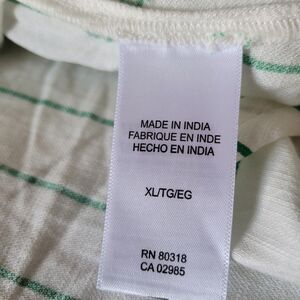 MADE IN INDIA
FABRIQUE EN INDE
HECHO EN INDIA
XL/TG/EG
RN 80318
CA 02985